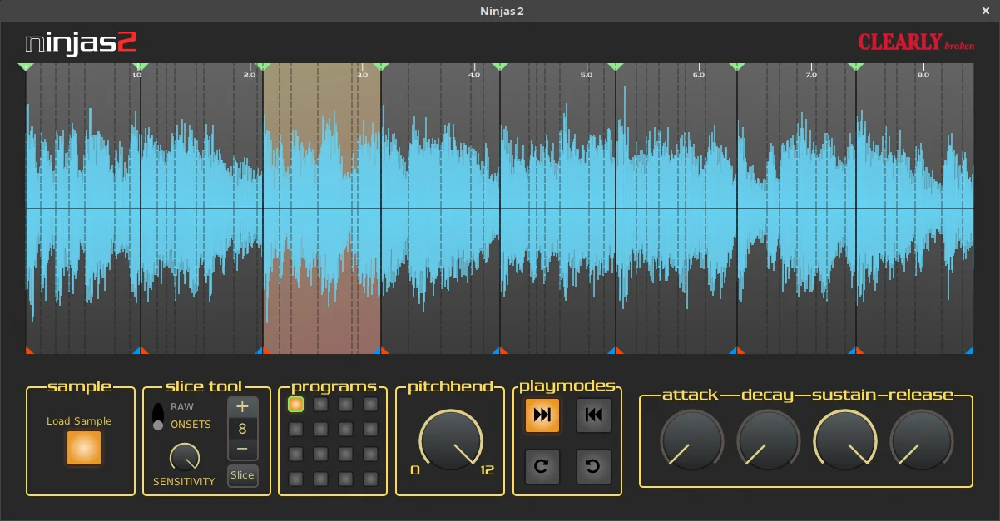 Ninjas 2
ninjas2
CLEARLY broken
1.0 2.0 3.0 4.0 5.0 6.0 7.0 8.0
sample
Load Sample
slice tool
RAW
ONSETS
SENSITIVITY
+
8
−
Slice
programs
pitchbend
0 12
playmodes
attack decay sustain release